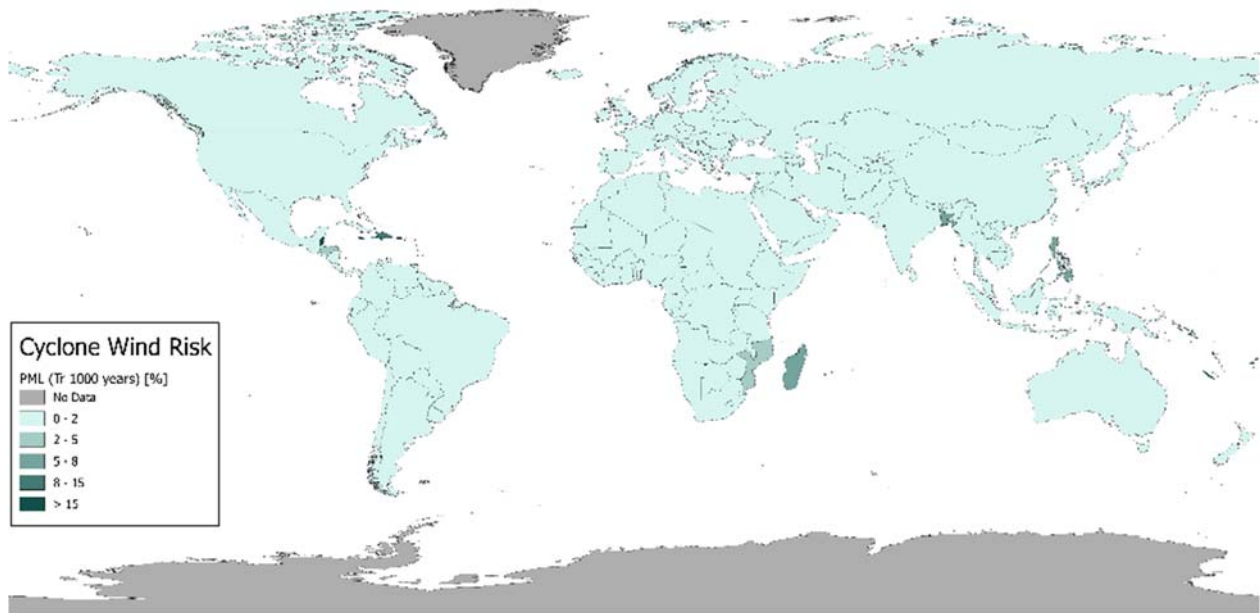 Cyclone Wind Risk
PML (Tr 1000 years) [%]
No Data
0 - 2
2 - 5
5 - 8
8 - 15
> 15